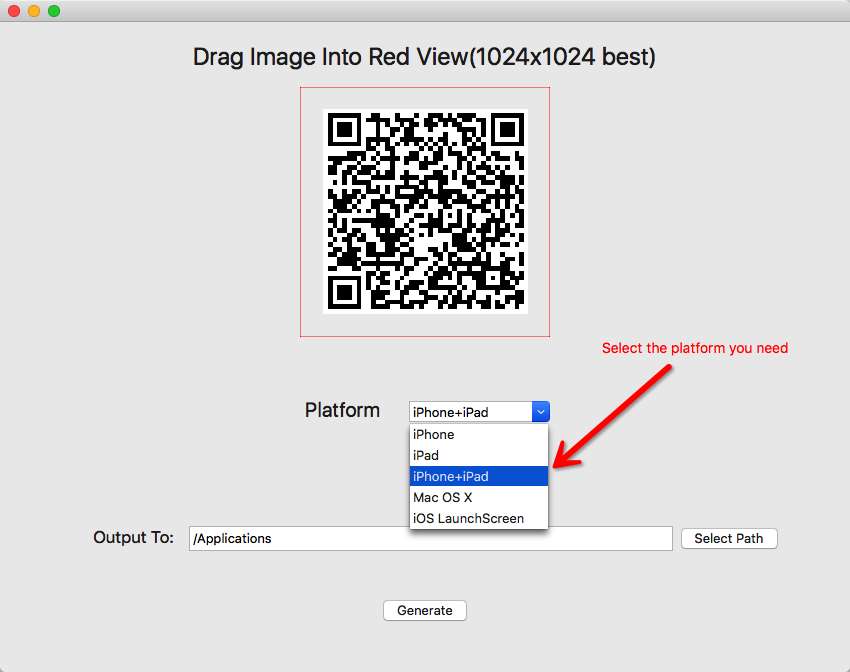 Drag Image Into Red View(1024x1024 best)
Select the platform you need
Platform
iPhone+iPad
iPhone
iPad
iPhone+iPad
Mac OS X
iOS LaunchScreen
Output To:
/Applications
Select Path
Generate